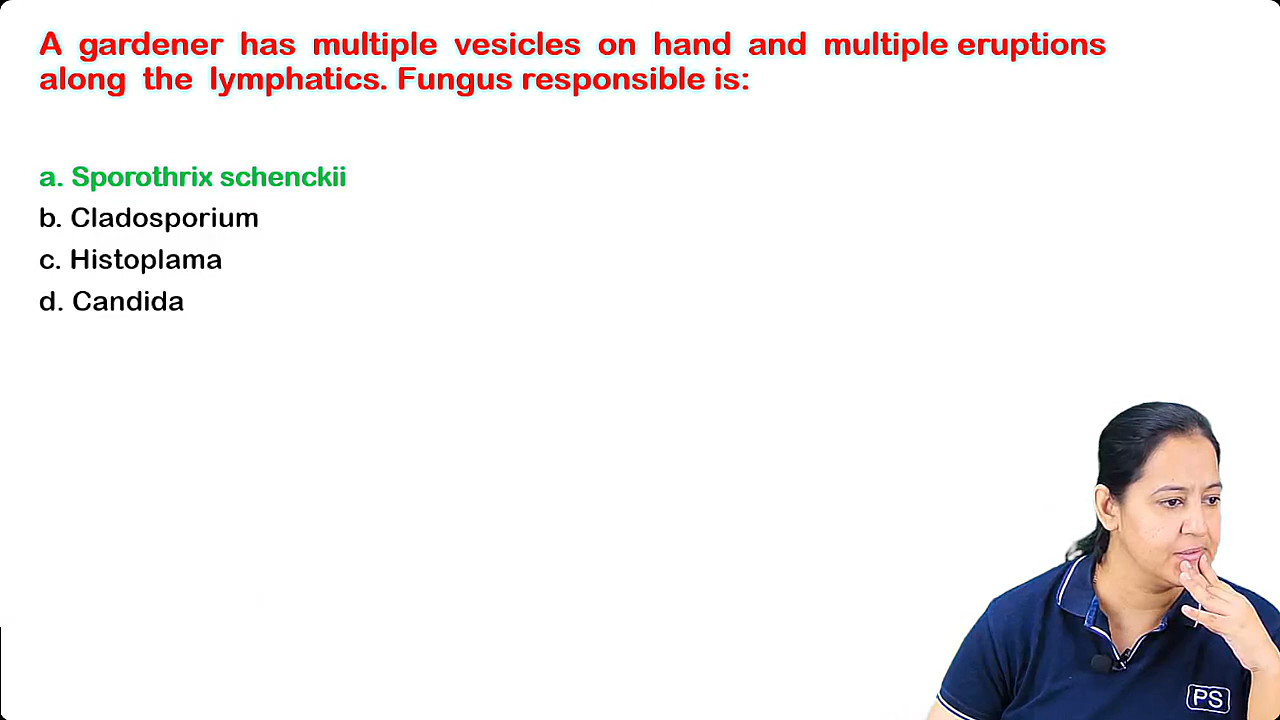 A gardener has multiple vesicles on hand and multiple eruptions
along the lymphatics. Fungus responsible is:
a. Sporothrix schenckii
b. Cladosporium
c. Histoplama
d. Candida
PS